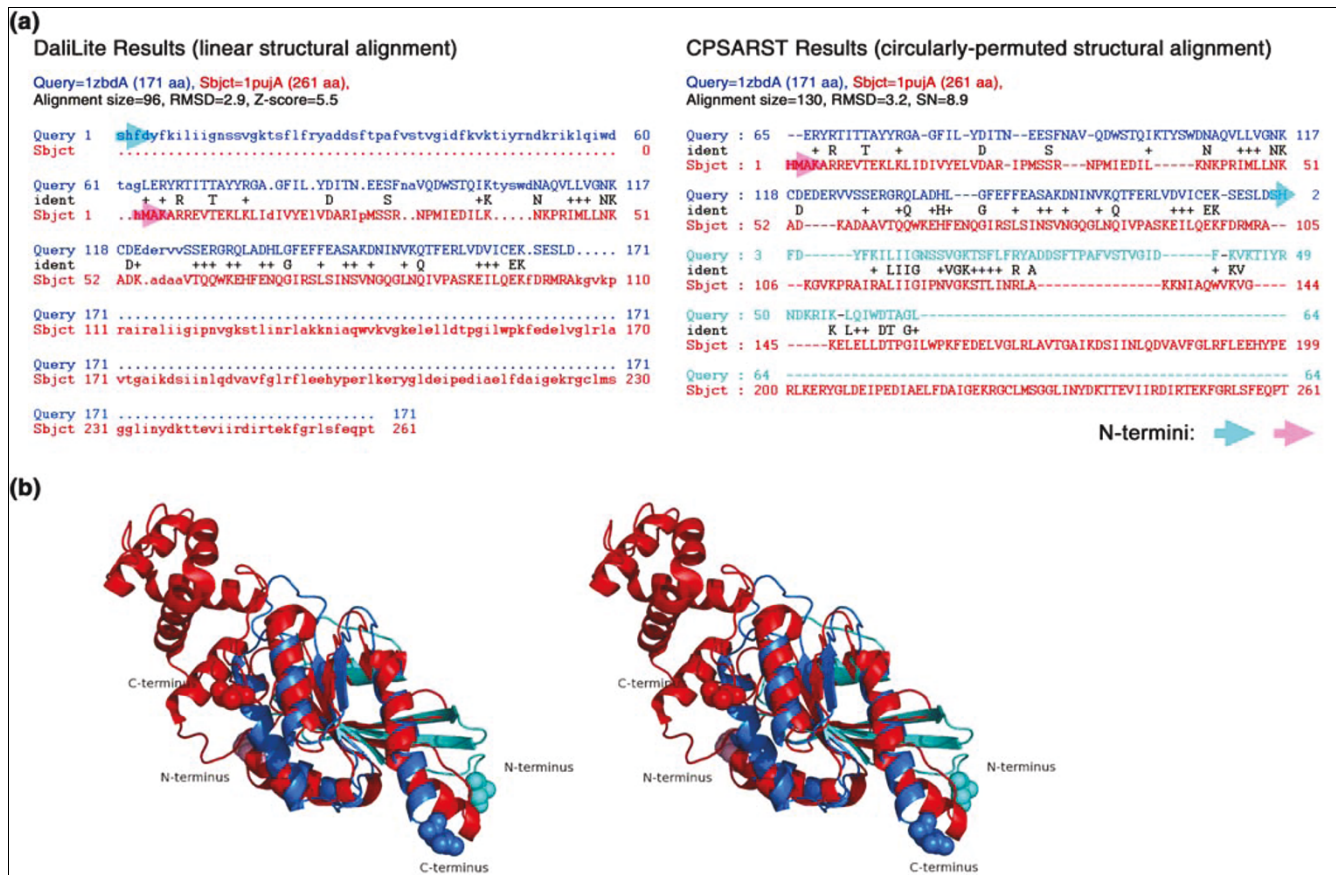 (a)
DaliLite Results (linear structural alignment)
Query=1zbdA (171 aa), Sbjct=1pujA (261 aa),
Alignment size=96, RMSD=2.9, Z-score=5.5
Query 1 shfdyfkiliignssvgktsflfryaddsftpafvstvgidfkvktiyrndkriklqiwd 60
Sbjct ............................................................ 0
Query 61 tagLERYRTITTAYYRGA.GFIL.YDITN.EESFnaVQDWSTQIKtyswdNAQVLLVGNK 117
ident + + R T + D S +K N +++ NK
Sbjct 1 ..hMAKARREVTEKLKLIdIVYElVDARIpMSSR..NPMIEDILK.....NKPRIMLLNK 51
Query 118 CDEdervvSSERGRQLADHLGFEFFEASAKDNINVKQTFERLVDVICEK.SESLD..... 171
ident D+ +++ ++ ++ G + ++ + + Q +++ EK
Sbjct 52 ADK.adaaVTQQWKEHFENQGIRSLSINSVNGQGLNQIVPASKEILQEKfDRMRAkgvkp 110
Query 171 ............................................................ 171
Sbjct 111 rairaliigipnvgkstlinrlakkniaqwvkvgkelelldtpgilwpkfedelvglrla 170
Query 171 ............................................................ 171
Sbjct 171 vtgaikdsiinlqdvavfglrfleehyperlkerygldeipediaelfdaigekrgclms 230
Query 171 ............................... 171
Sbjct 231 gglinydktteviirdirtekfgrlsfeqpt 261
CPSARST Results (circularly-permuted structural alignment)
Query=1zbdA (171 aa), Sbjct=1pujA (261 aa),
Alignment size=130, RMSD=3.2, SN=8.9
Query : 65 --ERYRTITTAYYRGA-GFIL-YDITN--EESFNAV-QDWSTQIKTYSWDNAQVLLVGNK 117
ident + R T + D S + N +++ NK
Sbjct : 1 HMAKARREVTEKLKLIDIVYELVDAR-IPMSSR---NPMIEDIL-----KNKPRIMLLNK 51
Query : 118 CDEDERVVSSERGRQLADHL---GFEFFEASAKDNINVKQTFERLVDVICEK-SESLDSH 2
ident D + +Q +H+ G + ++ + + Q +++ EK
Sbjct : 52 AD----KADAAVTQQWKEHFENQGIRSLSINSVNGQGLNQIVPASKEILQEKFDRMRA-- 105
Query : 3 FD-----YFKILIIGNSSVGKTSFLFRYADDSFTPAFVSTVGID-----F-KVKTIYR 49
ident + LIIG +VGK++++ R A + KV
Sbjct : 106 --KGVKPRAIRALIIGIPNVGKSTLINRLA------------KKNIAQWVKVG---- 144
Query : 50 NDKRIK-LQIWDTAGL-------------------------------------------- 64
ident K L++ DT G+
Sbjct : 145 -----KELELLDTPGILWPKFEDELVGLRLAVTGAIKDSIINLQDVAVFGLRFLEEHYPE 199
Query : 64 -------------------------------------------------------------- 64
Sbjct : 200 RLKERYGLDEIPEDIAELFDAIGEKRGCLMSGGLINYDKTTEVIIRDIRTEKFGRLSFEQPT 261
N-termini:
(b)
C-terminus
N-terminus
N-terminus
C-terminus
C-terminus
N-terminus
N-terminus
C-terminus